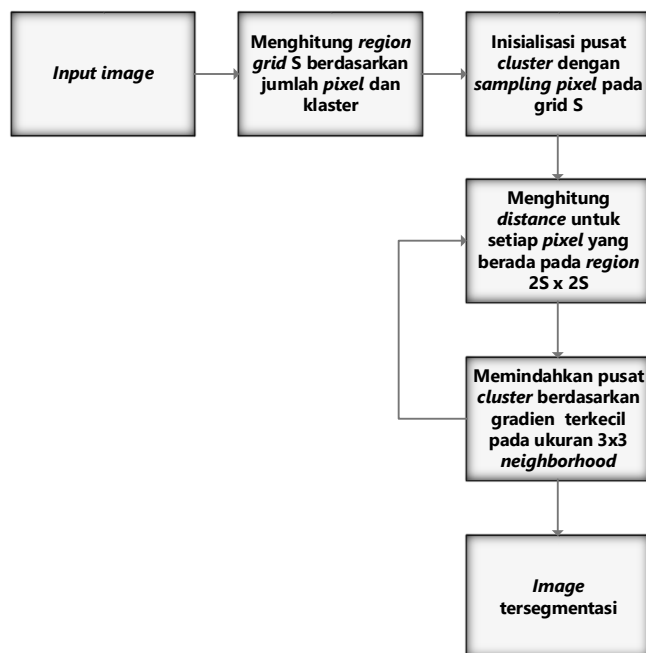 Input image
Menghitung region
grid S berdasarkan
jumlah pixel dan
klaster
Inisialisasi pusat
cluster dengan
sampling pixel pada
grid S
Menghitung
distance untuk
setiap pixel yang
berada pada region
2S x 2S
Memindahkan pusat
cluster berdasarkan
gradien terkecil
pada ukuran 3x3
neighborhood
Image
tersegmentasi